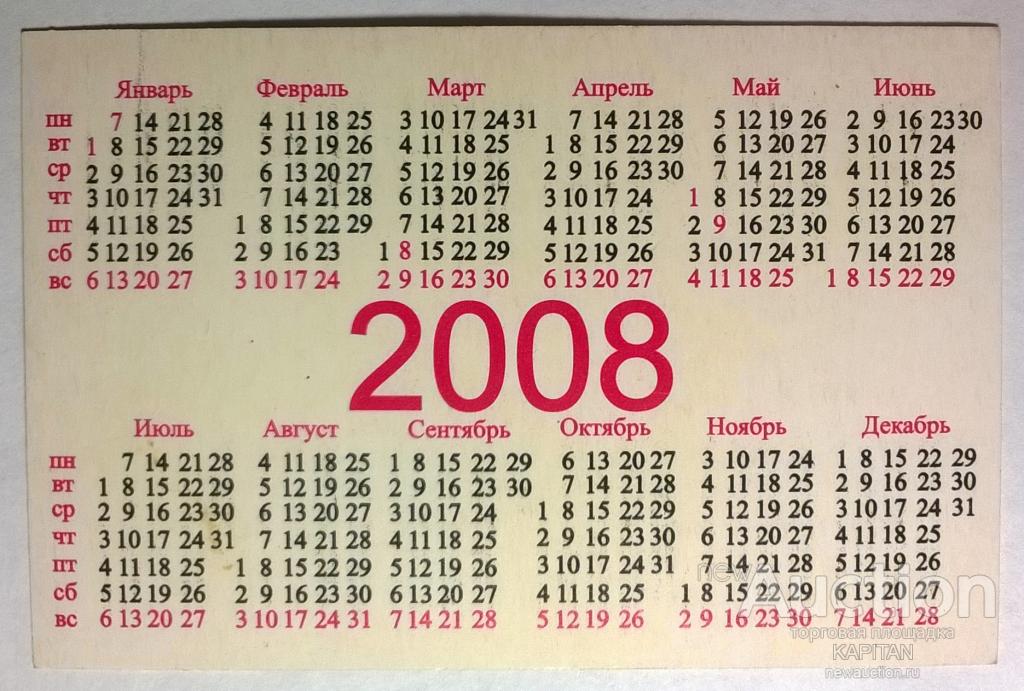 Январь Февраль Март Апрель Май Июнь
пн 7 14 21 28 4 11 18 25 3 10 17 24 31 7 14 21 28 5 12 19 26 2 9 16 23 30
вт 1 8 15 22 29 5 12 19 26 4 11 18 25 1 8 15 22 29 6 13 20 27 3 10 17 24
ср 2 9 16 23 30 6 13 20 27 5 12 19 26 2 9 16 23 30 7 14 21 28 4 11 18 25
чт 3 10 17 24 31 7 14 21 28 6 13 20 27 3 10 17 24 1 8 15 22 29 5 12 19 26
пт 4 11 18 25 1 8 15 22 29 7 14 21 28 4 11 18 25 2 9 16 23 30 6 13 20 27
сб 5 12 19 26 2 9 16 23 1 8 15 22 29 5 12 19 26 3 10 17 24 31 7 14 21 28
вс 6 13 20 27 3 10 17 24 2 9 16 23 30 6 13 20 27 4 11 18 25 1 8 15 22 29
2008
Июль Август Сентябрь Октябрь Ноябрь Декабрь
пн 7 14 21 28 4 11 18 25 1 8 15 22 29 6 13 20 27 3 10 17 24 1 8 15 22 29
вт 1 8 15 22 29 5 12 19 26 2 9 16 23 30 7 14 21 28 4 11 18 25 2 9 16 23 30
ср 2 9 16 23 30 6 13 20 27 3 10 17 24 1 8 15 22 29 5 12 19 26 3 10 17 24 31
чт 3 10 17 24 31 7 14 21 28 4 11 18 25 2 9 16 23 30 6 13 20 27 4 11 18 25
пт 4 11 18 25 1 8 15 22 29 5 12 19 26 3 10 17 24 31 7 14 21 28 5 12 19 26
сб 5 12 19 26 2 9 16 23 30 6 13 20 27 4 11 18 25 1 8 15 22 29 6 13 20 27
вс 6 13 20 27 3 10 17 24 31 7 14 21 28 5 12 19 26 2 9 16 23 30 7 14 21 28
newAuction
торговая площадка
KAPITAN
newauction.ru